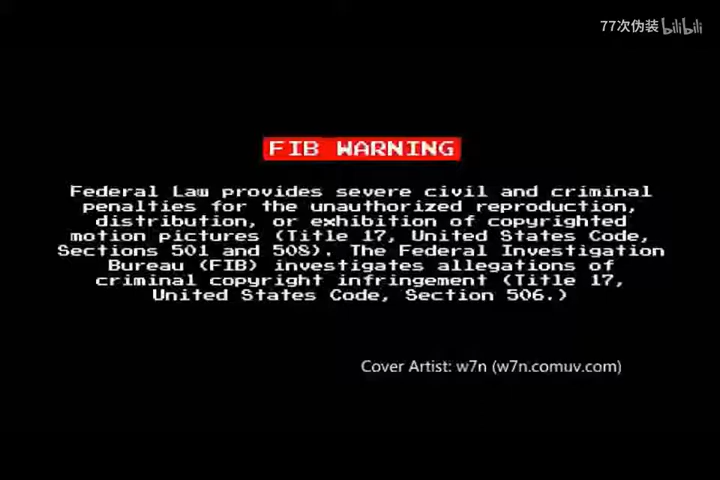 77次伪装 bilibili
FIB WARNING
Federal Law provides severe civil and criminal
penalties for the unauthorized reproduction,
distribution, or exhibition of copyrighted
motion pictures (Title 17, United States Code,
Sections 501 and 508). The Federal Investigation
Bureau (FIB) investigates allegations of
criminal copyright infringement (Title 17,
United States Code, Section 506.)
Cover Artist: w7n (w7n.comuv.com)